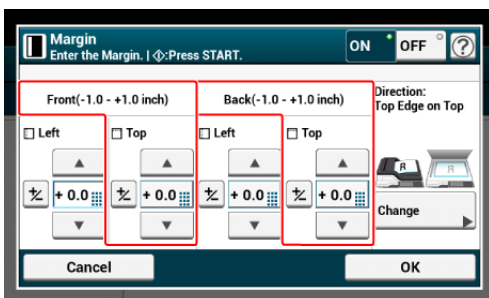 Margin
Enter the Margin. | :Press START.
ON OFF ?
Front(-1.0 - +1.0 inch) Back(-1.0 - +1.0 inch) Direction:
Top Edge on Top
Left Top Left Top
+ 0.0 + 0.0 + 0.0 + 0.0
Change
Cancel OK